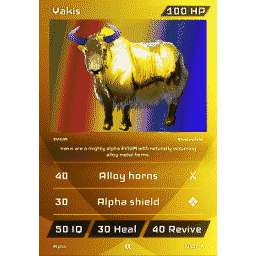 Yakis
100 HP
Yakis are a mighty alpha
with naturally occurring
alloy metal horns.
40 Alloy horns X
30 Alpha shield
50 IQ 30 Heal 40 Revive
Alpha